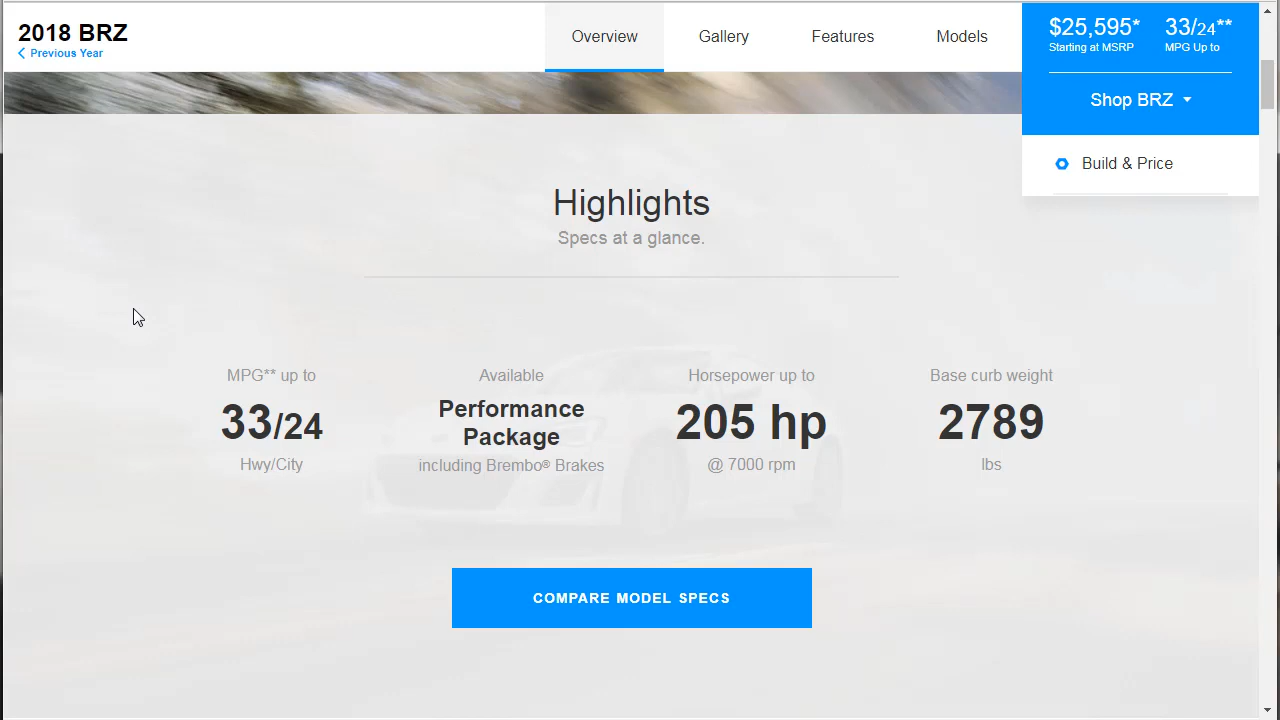 2018 BRZ
Previous Year
Overview
Gallery
Features
Models
$25,595*
Starting at MSRP
33/24**
MPG Up to
Shop BRZ
Build & Price
Highlights
Specs at a glance.
MPG** up to
33/24
Hwy/City
Available
Performance
Package
including Brembo® Brakes
Horsepower up to
205 hp
@ 7000 rpm
Base curb weight
2789
lbs
COMPARE MODEL SPECS